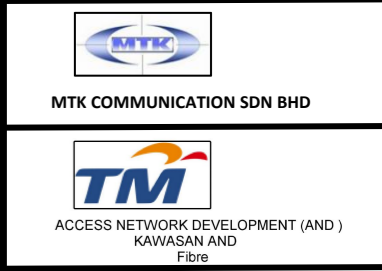 MTK
MTK COMMUNICATION SDN BHD
TM
ACCESS NETWORK DEVELOPMENT (AND )
KAWASAN AND
Fibre